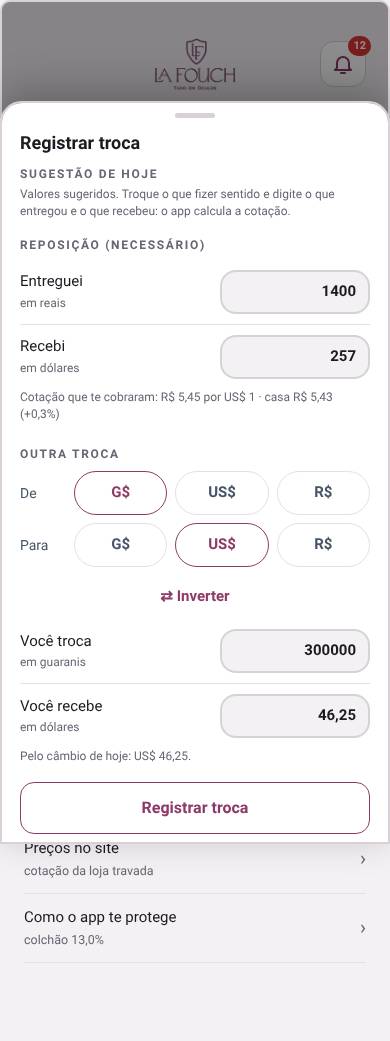 12
LA FOUCH
Registrar troca
SUGESTÃO DE HOJE
Valores sugeridos. Troque o que fizer sentido e digite o que
entregou e o que recebeu: o app calcula a cotação.
REPOSIÇÃO (NECESSÁRIO)
Entreguei
em reais
1400
Recebi
em dólares
257
Cotação que te cobraram: R$ 5,45 por US$ 1 · casa R$ 5,43
(+0,3%)
OUTRA TROCA
De G$ US$ R$
Para G$ US$ R$
⇄ Inverter
Você troca
em guaranis
300000
Você recebe
em dólares
46,25
Pelo câmbio de hoje: US$ 46,25.
Registrar troca
Preços no site
cotação da loja travada
›
Como o app te protege
colchão 13,0%
›